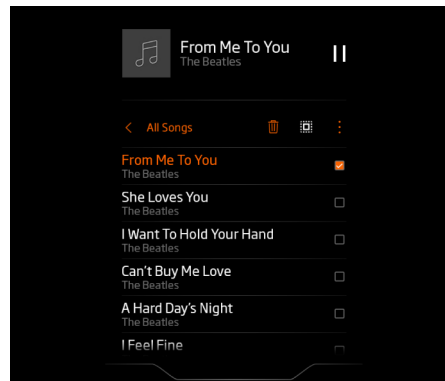 From Me To You
The Beatles
All Songs
From Me To You
The Beatles
She Loves You
The Beatles
I Want To Hold Your Hand
The Beatles
Can't Buy Me Love
The Beatles
A Hard Day's Night
The Beatles
I Feel Fine